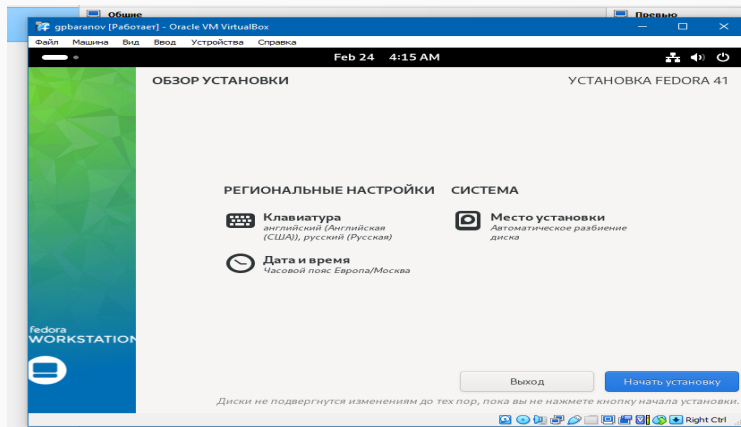 Общие
Превью
gpbaranov [Работает] - Oracle VM VirtualBox
Файл Машина Вид Ввод Устройства Справка
Feb 24 4:15 AM
ОБЗОР УСТАНОВКИ
УСТАНОВКА FEDORA 41
РЕГИОНАЛЬНЫЕ НАСТРОЙКИ
СИСТЕМА
Клавиатура
английский (Английская
(США)), русский (Русская)
Место установки
Автоматическое разбиение
диска
Дата и время
Часовой пояс Европа/Москва
fedora
WORKSTATION
Выход
Начать установку
Диски не подвергнутся изменениям до тех пор, пока вы не нажмете кнопку начала установки.
Right Ctrl